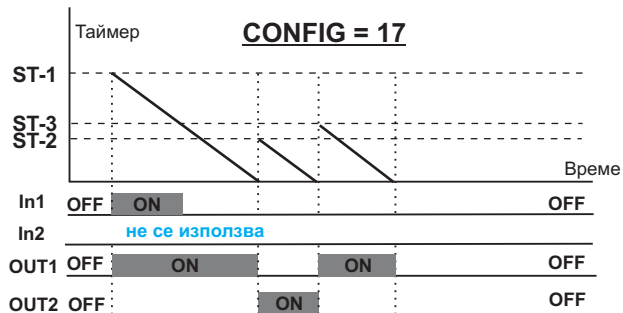 Таймер
CONFIG = 17
ST-1
ST-3
ST-2
Време
In1 OFF ON OFF
In2 не се използва
OUT1 OFF ON ON OFF
OUT2 OFF ON OFF